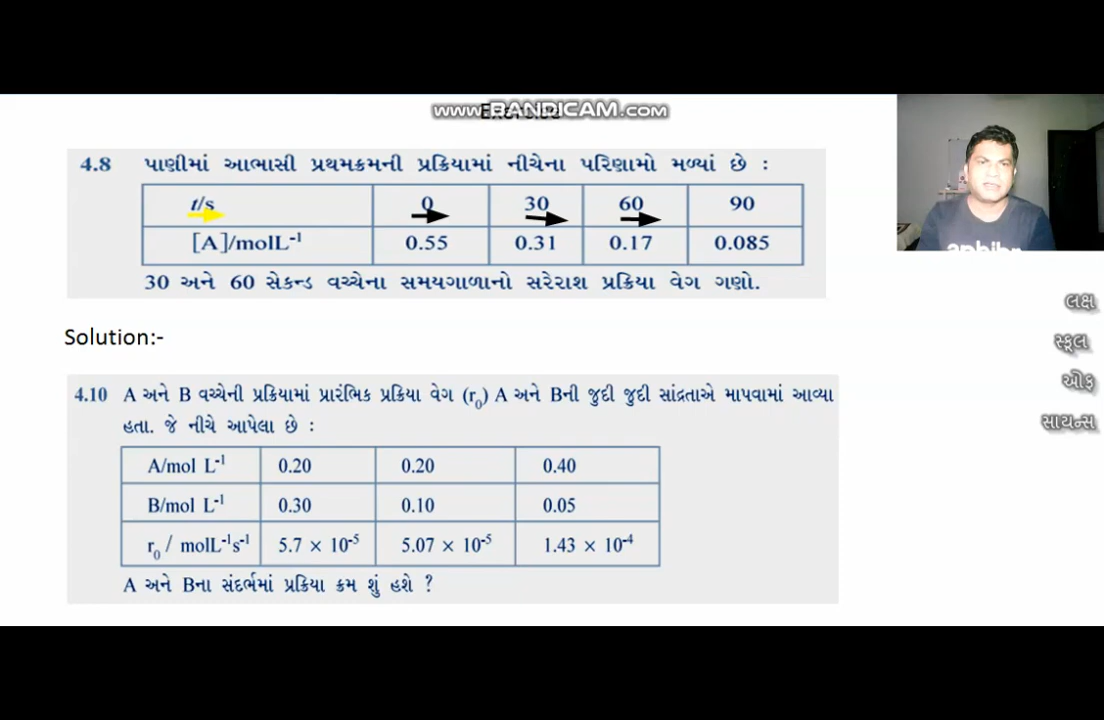 www.BANDICAM.com
4.8 પાણીમાં આભાસી પ્રથમક્રમની પ્રક્રિયામાં નીચેના પરિણામો મળ્યાં છે :
t/s 0 30 60 90
[A]/molL⁻¹ 0.55 0.31 0.17 0.085
30 અને 60 સેકન્ડ વચ્ચેના સમયગાળાનો સરેરાશ પ્રક્રિયા વેગ ગણો.
Solution:-
4.10 A અને B વચ્ચેની પ્રક્રિયામાં પ્રારંભિક પ્રક્રિયા વેગ (r₀) A અને Bની જુદી જુદી સાંદ્રતાએ માપવામાં આવ્યા
હતા. જે નીચે આપેલા છે :
A/mol L⁻¹ 0.20 0.20 0.40
B/mol L⁻¹ 0.30 0.10 0.05
r₀ / molL⁻¹s⁻¹ 5.7 × 10⁻⁵ 5.07 × 10⁻⁵ 1.43 × 10⁻⁴
A અને Bના સંદર્ભમાં પ્રક્રિયા ક્રમ શું હશે ?
લક્ષ
સ્કૂલ
ઓફ
સાયન્સ